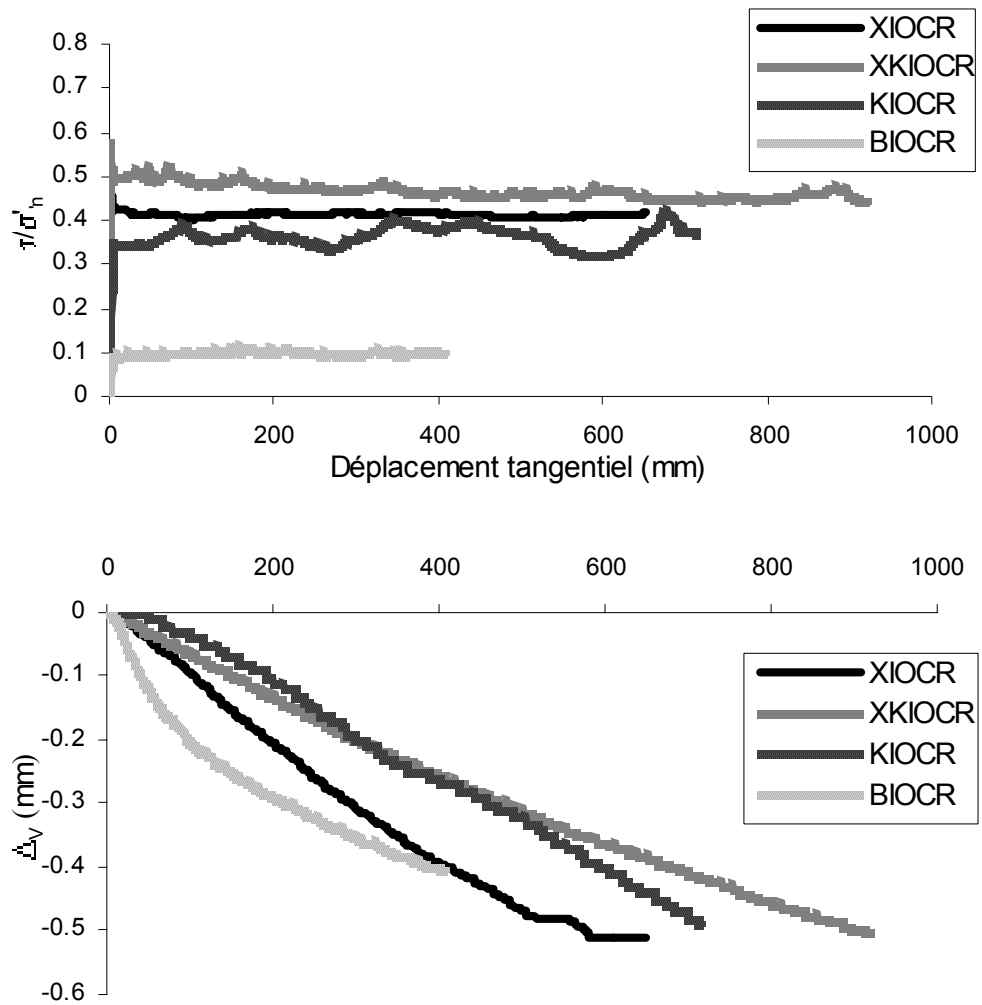 XIOCR
XKIOCR
KIOCR
BIOCR
0.8
0.7
0.6
0.5
0.4
0.3
0.2
0.1
0
τ/σ'n
0 200 400 600 800 1000
Déplacement tangentiel (mm)
0 200 400 600 800 1000
0
-0.1
-0.2
-0.3
-0.4
-0.5
-0.6
ΔV (mm)
XIOCR
XKIOCR
KIOCR
BIOCR